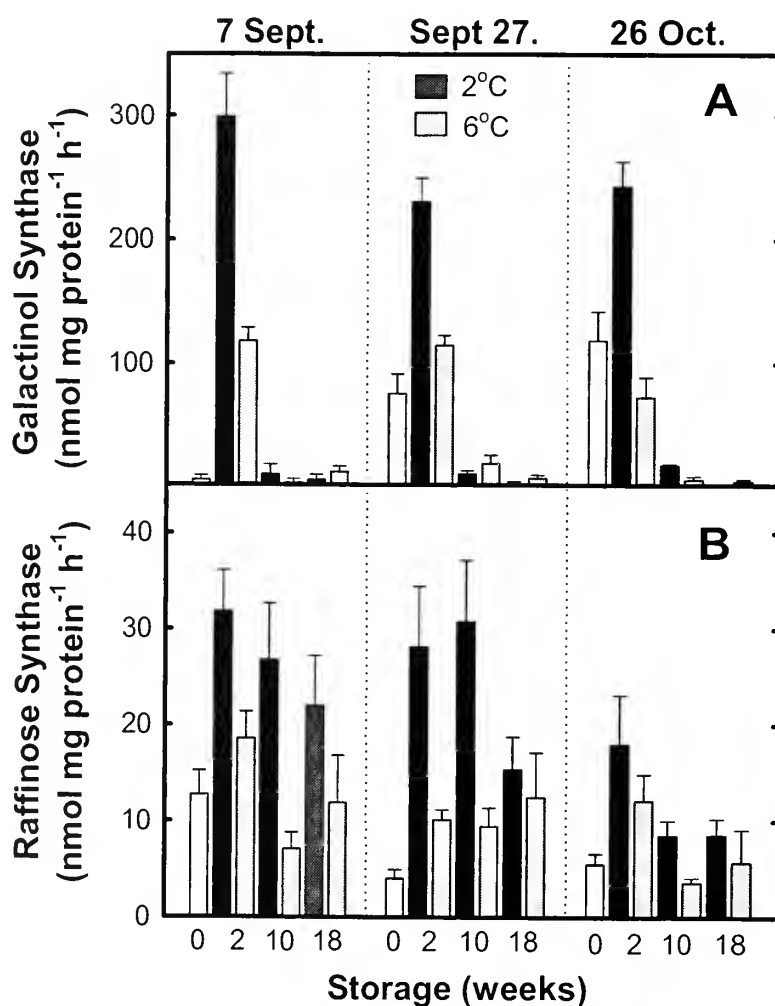 7 Sept. Sept 27. 26 Oct.
A
2°C
6°C
300
200
100
Galactinol Synthase
(nmol mg protein⁻¹ h⁻¹)
B
40
30
20
10
0
Raffinose Synthase
(nmol mg protein⁻¹ h⁻¹)
0 2 10 18 0 2 10 18 0 2 10 18
Storage (weeks)